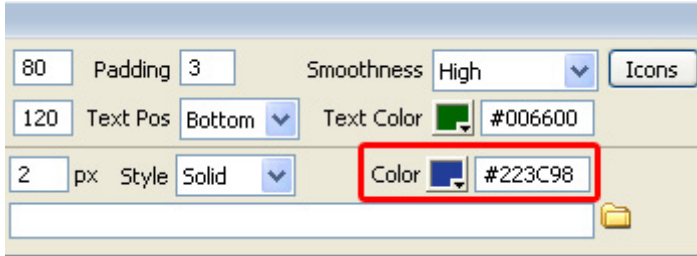 80 Padding 3 Smoothness High Icons
120 Text Pos Bottom Text Color #006600
2 px Style Solid Color #223C98